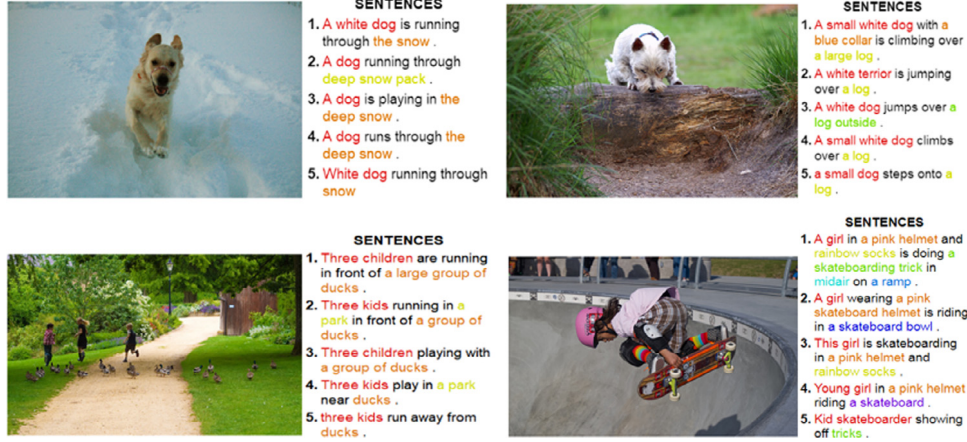 SENTENCES
1. A white dog is running
through the snow .
2. A dog running through
deep snow pack .
3. A dog is playing in the
deep snow .
4. A dog runs through the
deep snow .
5. White dog running through
snow
SENTENCES
1. A small white dog with a
blue collar is climbing over
a large log .
2. A white terrior is jumping
over a log .
3. A white dog jumps over a
log outside .
4. A small white dog climbs
over a log .
5. a small dog steps onto a
log .
SENTENCES
1. Three children are running
in front of a large group of
ducks .
2. Three kids running in a
park in front of a group of
ducks .
3. Three children playing with
a group of ducks .
4. Three kids play in a park
near ducks .
5. three kids run away from
ducks .
SENTENCES
1. A girl in a pink helmet and
rainbow socks is doing a
skateboarding trick in
midair on a ramp .
2. A girl wearing a pink
skateboard helmet is riding
in a skateboard bowl .
3. This girl is skateboarding
in a pink helmet and
rainbow socks .
4. Young girl in a pink helmet
riding a skateboard .
5. Kid skateboarder showing
off tricks .